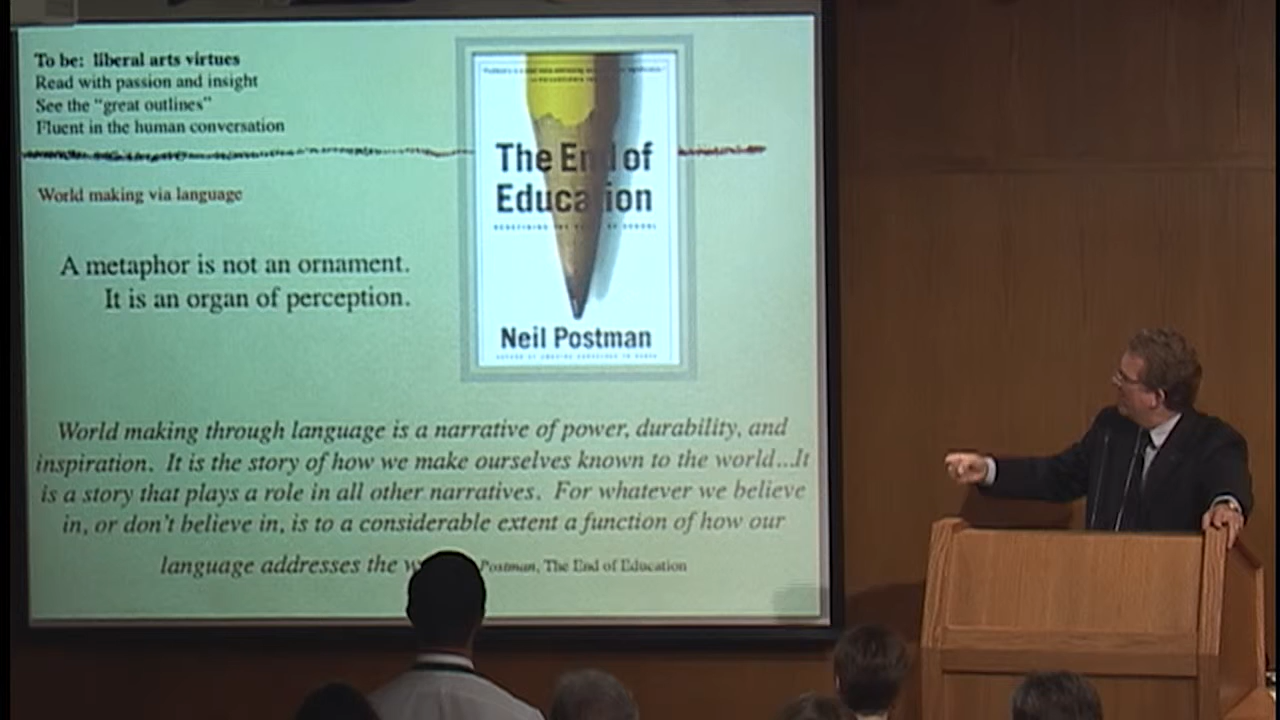 To be: liberal arts virtues
Read with passion and insight
See the "great outlines"
Fluent in the human conversation
World making via language
A metaphor is not an ornament.
It is an organ of perception.
The End of
Education
Neil Postman
World making through language is a narrative of power, durability, and
inspiration. It is the story of how we make ourselves known to the world...It
is a story that plays a role in all other narratives. For whatever we believe
in, or don't believe in, is to a considerable extent a function of how our
language addresses the Postman, The End of Education